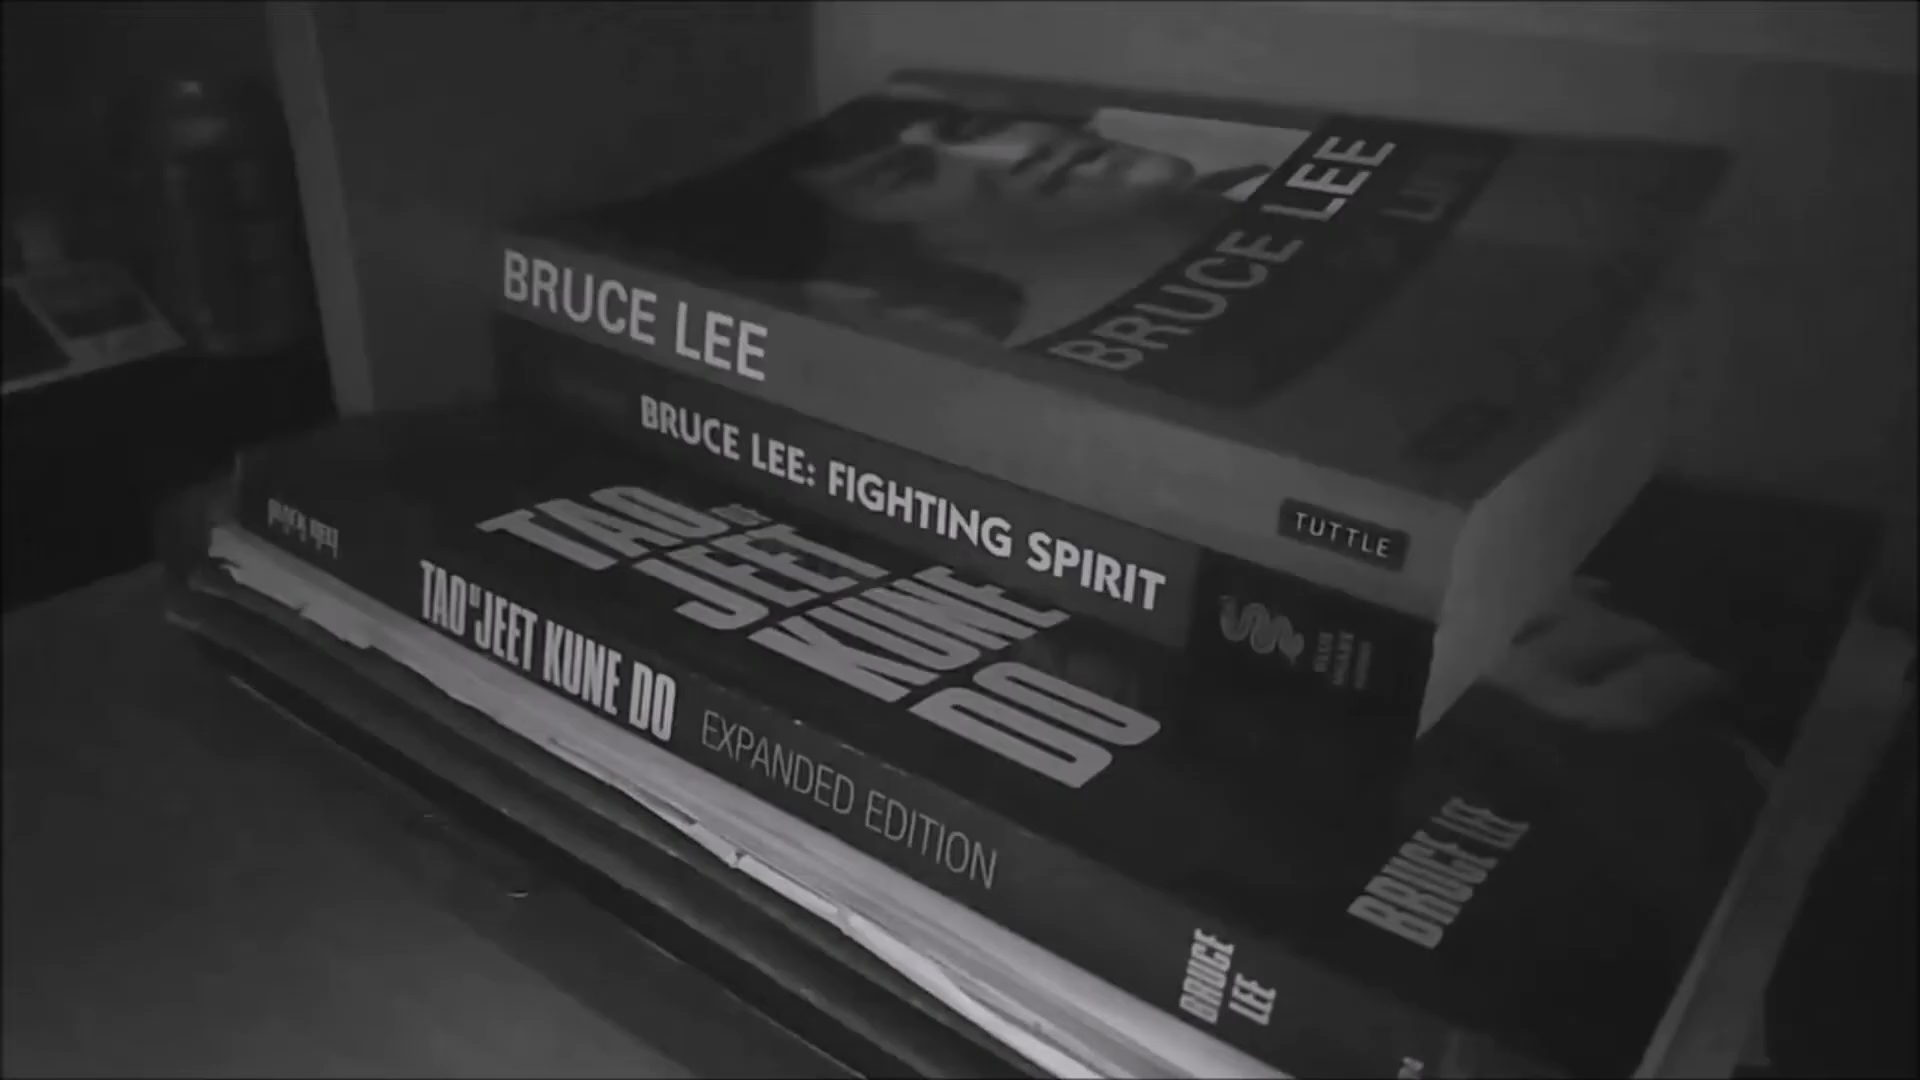 BRUCE LEE
BRUCE LEE
TUTTLE
BRUCE LEE: FIGHTING SPIRIT
TAO
OF
JEET
KUNE
DO
BRUCE LEE
TAO OF JEET KUNE DO EXPANDED EDITION
BRUCE
LEE